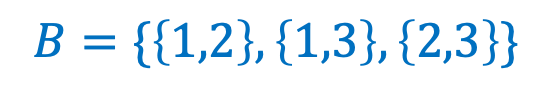 B = {{1,2}, {1,3}, {2,3}}